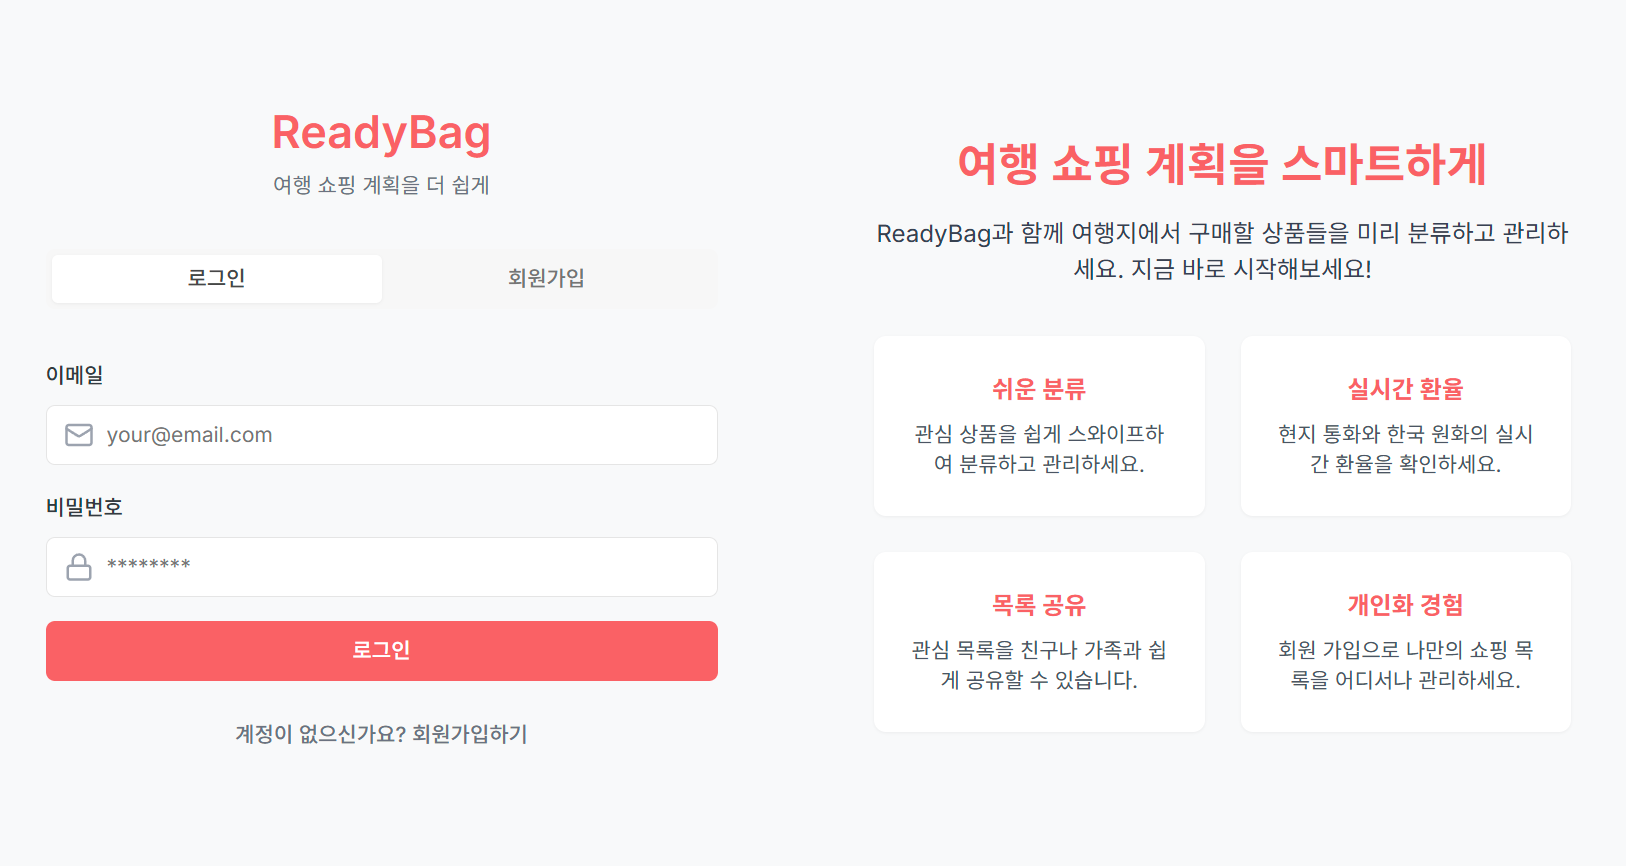 ReadyBag
여행 쇼핑 계획을 더 쉽게
로그인
회원가입
이메일
your@email.com
비밀번호
********
로그인
계정이 없으신가요? 회원가입하기
여행 쇼핑 계획을 스마트하게
ReadyBag과 함께 여행지에서 구매할 상품들을 미리 분류하고 관리하
세요. 지금 바로 시작해보세요!
쉬운 분류
관심 상품을 쉽게 스와이프하
여 분류하고 관리하세요.
실시간 환율
현지 통화와 한국 원화의 실시
간 환율을 확인하세요.
목록 공유
관심 목록을 친구나 가족과 쉽
게 공유할 수 있습니다.
개인화 경험
회원 가입으로 나만의 쇼핑 목
록을 어디서나 관리하세요.